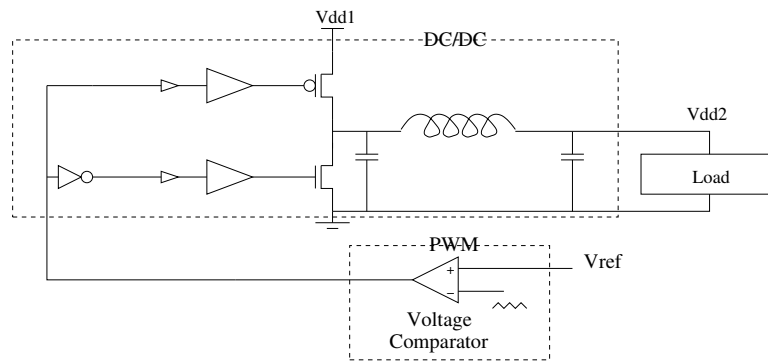 Vdd1
DC/DC
Vdd2
Load
PWM
+
Vref
−
Voltage
Comparator